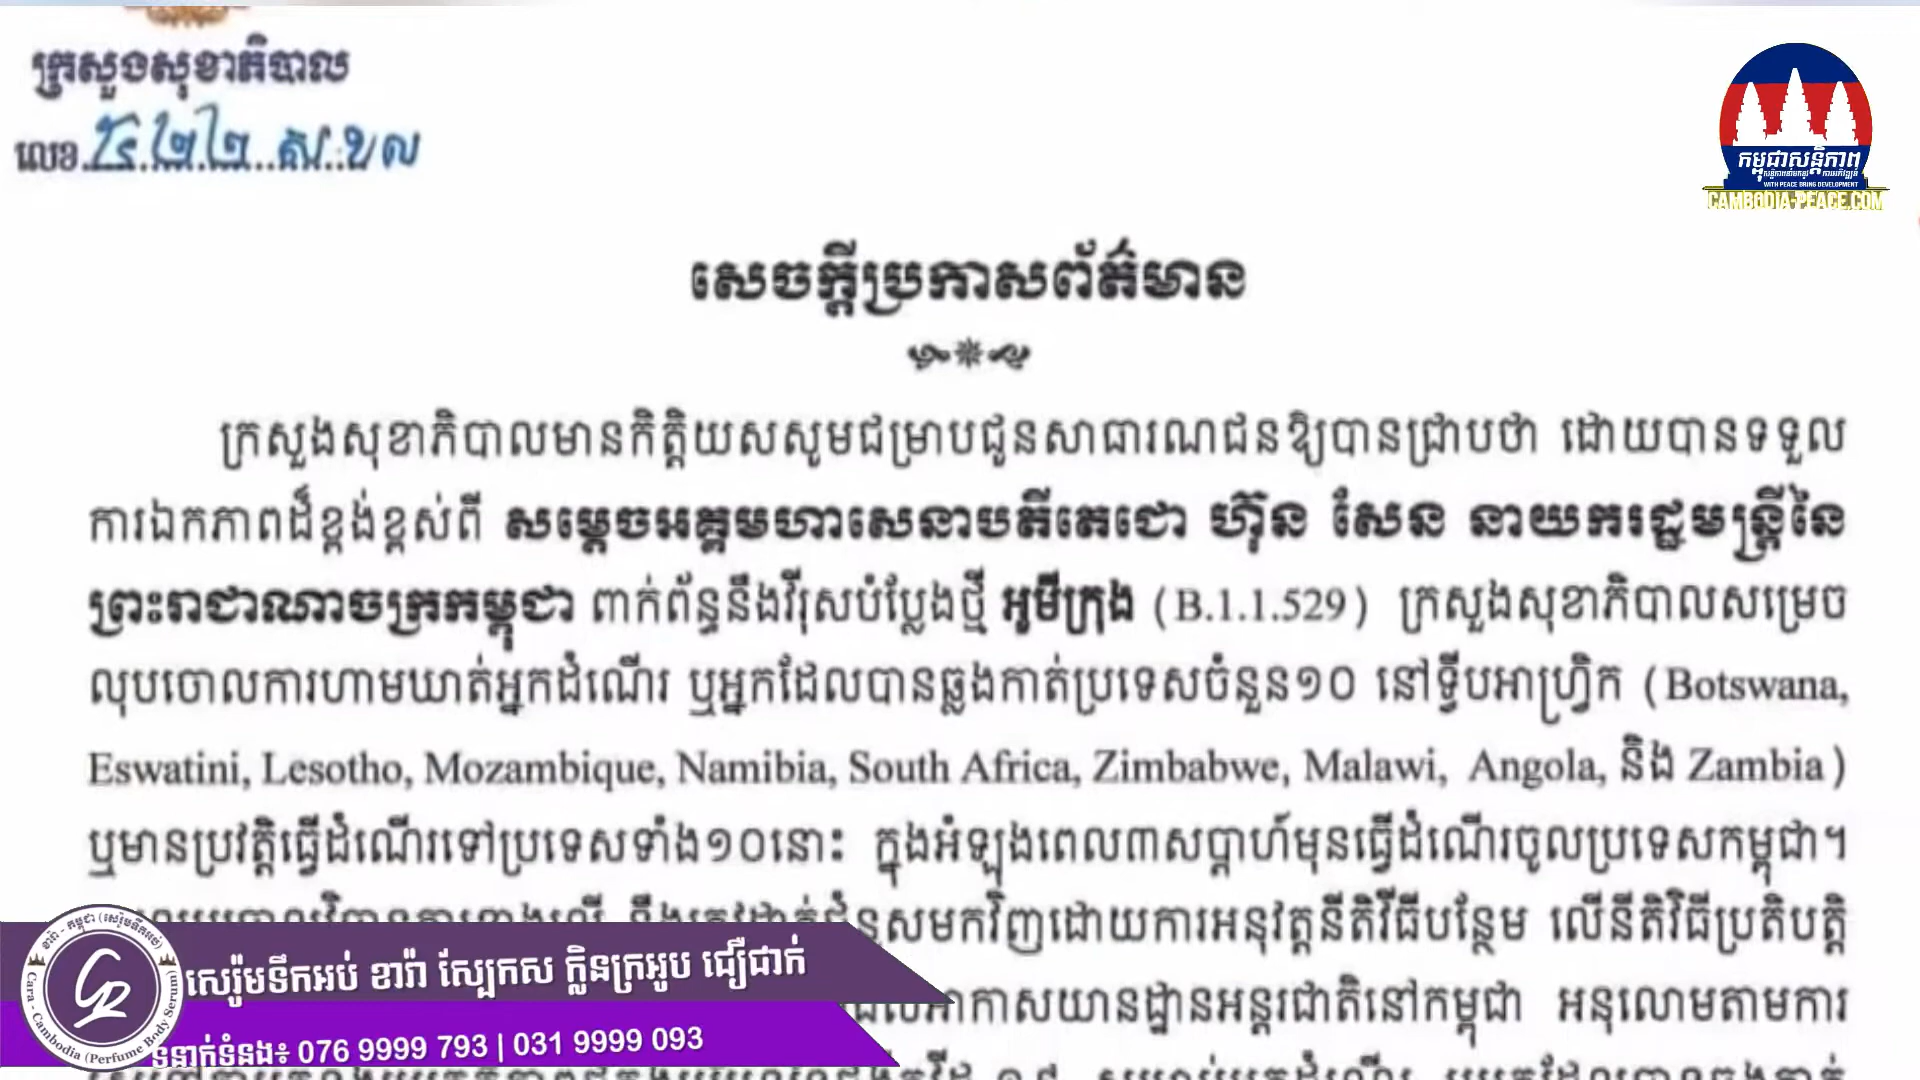 ក្រសួងសុខាភិបាល
លេខ
កម្ពុជាសន្តិភាព
WITH PEACE BRING DEVELOPMENT
CAMBODIA-PEACE.COM
សេចក្តីប្រកាសព័ត៌មាន
ក្រសួងសុខាភិបាលមានកិត្តិយសសូមជម្រាបជូនសាធារណជនឱ្យបានជ្រាបថា ដោយបានទទួល
ការឯកភាពដ៏ខ្ពង់ខ្ពស់ពី សម្តេចអគ្គមហាសេនាបតីតេជោ ហ៊ុន សែន នាយករដ្ឋមន្ត្រីនៃ
ព្រះរាជាណាចក្រកម្ពុជា ពាក់ព័ន្ធនឹងវីរុសបំប្លែងថ្មី អូមីក្រុង (B.1.1.529) ក្រសួងសុខាភិបាលសម្រេច
លុបចោលការហាមឃាត់អ្នកដំណើរ ឬអ្នកដែលបានឆ្លងកាត់ប្រទេសចំនួន១០ នៅទ្វីបអាហ្វ្រិក (Botswana,
Eswatini, Lesotho, Mozambique, Namibia, South Africa, Zimbabwe, Malawi, Angola, និង Zambia)
ឬមានប្រវត្តិធ្វើដំណើរទៅប្រទេសទាំង១០នោះ ក្នុងអំឡុងពេល៣សប្តាហ៍មុនធ្វើដំណើរចូលប្រទេសកម្ពុជា។
ជំនួសមកវិញដោយការអនុវត្តនីតិវិធីបន្ថែម លើនីតិវិធីប្រតិបត្តិ
អាកាសយានដ្ឋានអន្តរជាតិនៅកម្ពុជា អនុលោមតាមការ
សេរ៉ូមទឹកអប់ ខារ៉ា ស្បែកស ក្លិនក្រអូប ជឿជាក់
ទំនាក់ទំនង៖ 076 9999 793 | 031 9999 093
Cara - Cambodia (Perfume Body Serum)